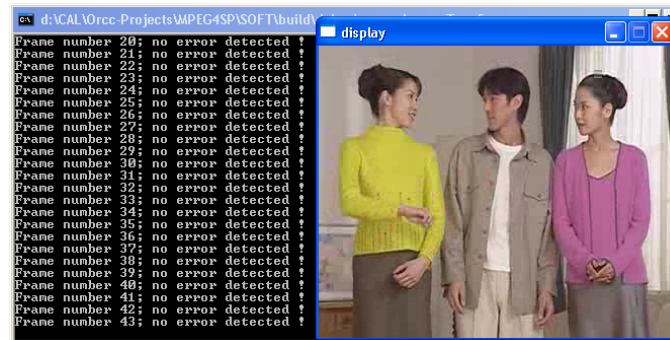 d:\CAL\Orcc-Projects\MPEG4SP\SOFT\build\
display
Frame number 20; no error detected !
Frame number 21; no error detected !
Frame number 22; no error detected !
Frame number 23; no error detected !
Frame number 24; no error detected !
Frame number 25; no error detected !
Frame number 26; no error detected !
Frame number 27; no error detected !
Frame number 28; no error detected !
Frame number 29; no error detected !
Frame number 30; no error detected !
Frame number 31; no error detected !
Frame number 32; no error detected !
Frame number 33; no error detected !
Frame number 34; no error detected !
Frame number 35; no error detected !
Frame number 36; no error detected !
Frame number 37; no error detected !
Frame number 38; no error detected !
Frame number 39; no error detected !
Frame number 40; no error detected !
Frame number 41; no error detected !
Frame number 42; no error detected !
Frame number 43; no error detected !